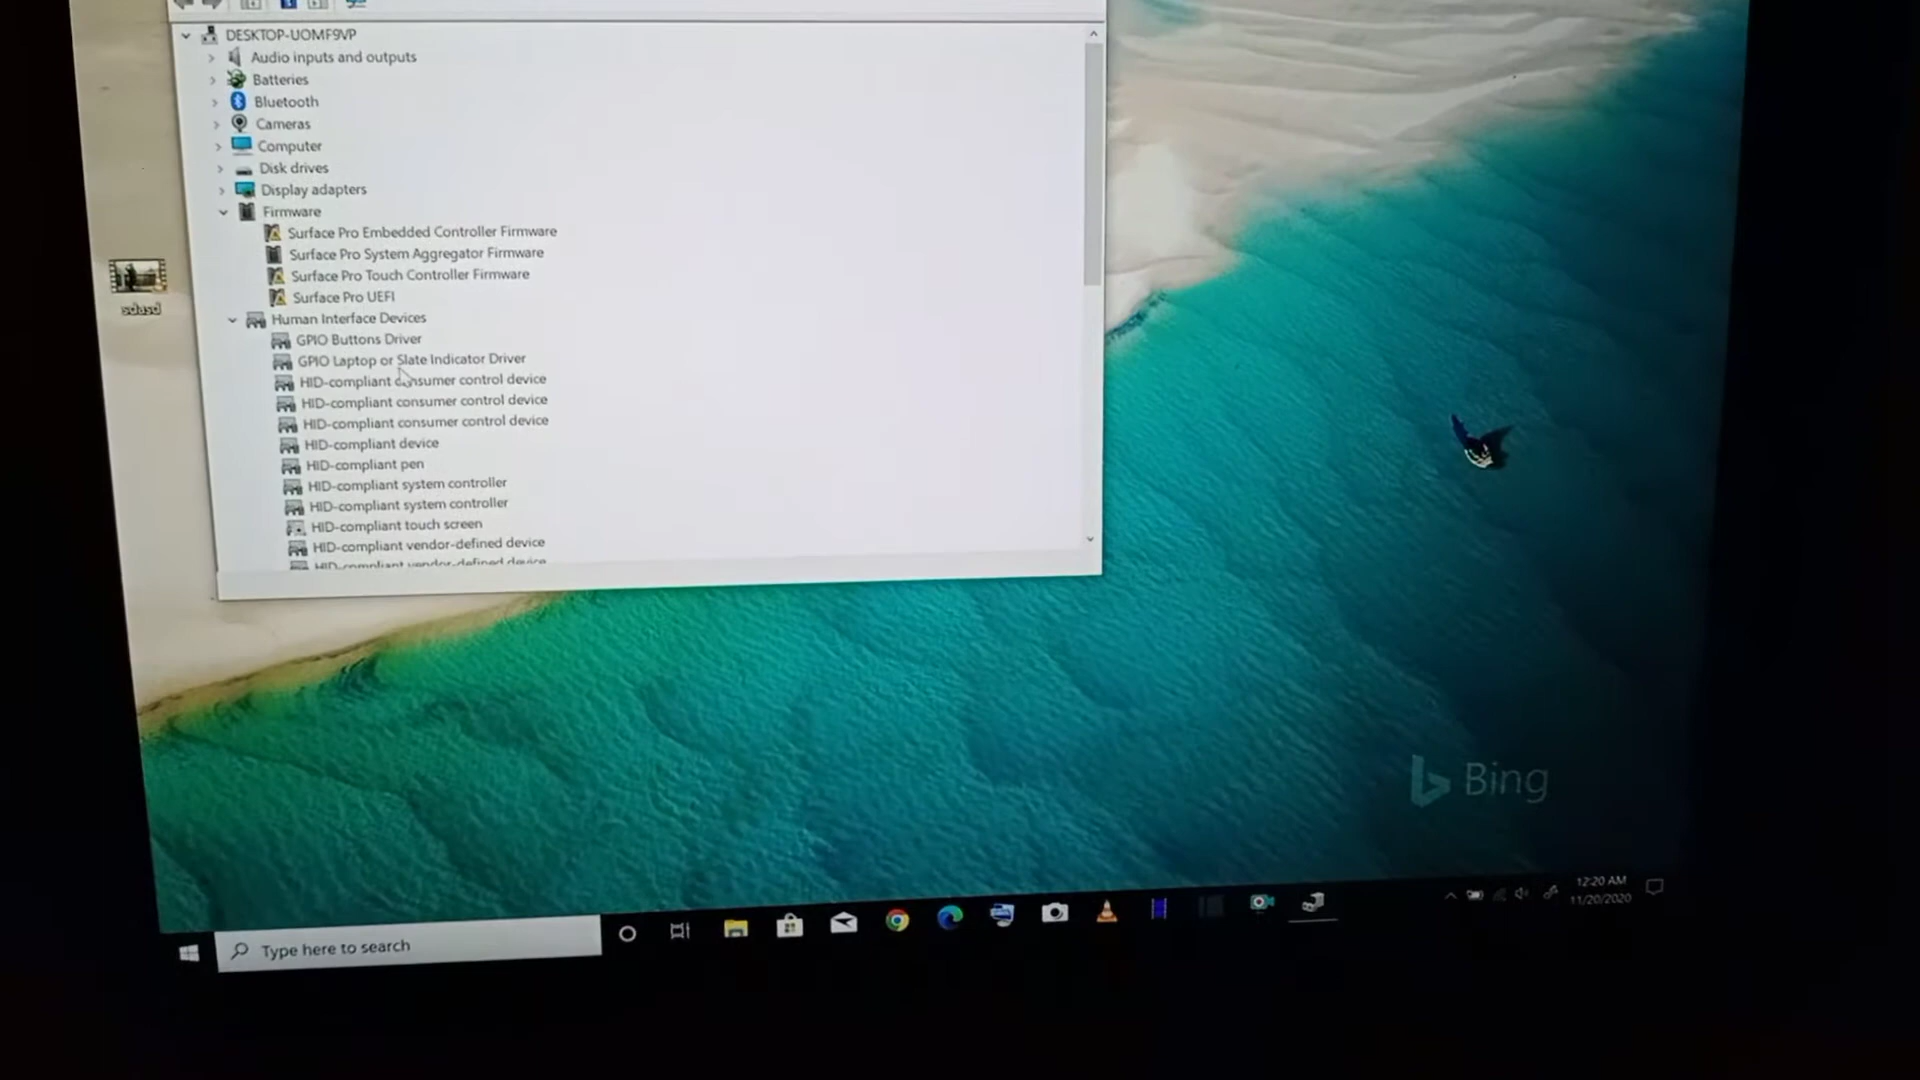 DESKTOP-UOMF9VP
Audio inputs and outputs
Batteries
Bluetooth
Cameras
Computer
Disk drives
Display adapters
Firmware
Surface Pro Embedded Controller Firmware
Surface Pro System Aggregator Firmware
Surface Pro Touch Controller Firmware
Surface Pro UEFI
Human Interface Devices
GPIO Buttons Driver
GPIO Laptop or Slate Indicator Driver
HID-compliant consumer control device
HID-compliant consumer control device
HID-compliant consumer control device
HID-compliant device
HID-compliant pen
HID-compliant system controller
HID-compliant system controller
HID-compliant touch screen
HID-compliant vendor-defined device
HID-compliant vendor-defined device
sdasd
Bing
Type here to search
12:20 AM
11/20/2020